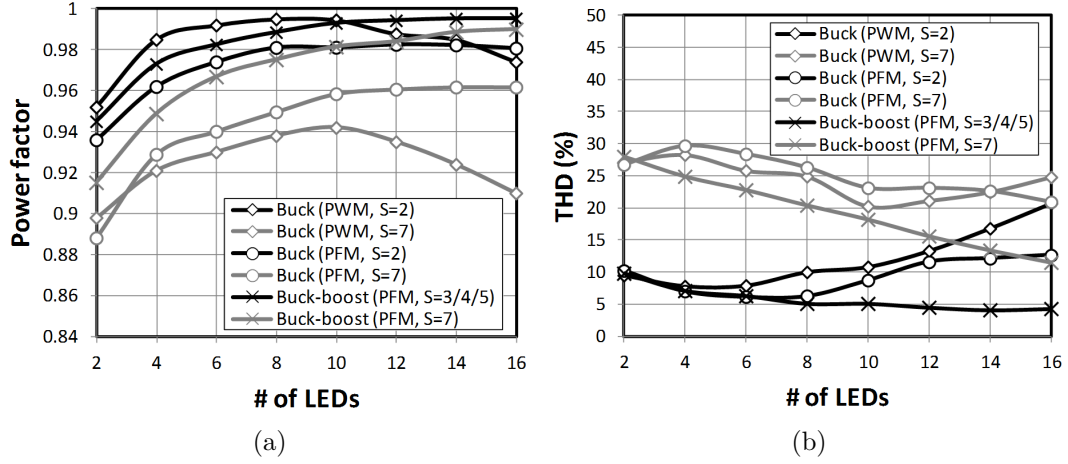 1
0.98
0.96
0.94
0.92
0.9
0.88
0.86
0.84
Power factor
Buck (PWM, S=2)
Buck (PWM, S=7)
Buck (PFM, S=2)
Buck (PFM, S=7)
Buck-boost (PFM, S=3/4/5)
Buck-boost (PFM, S=7)
2 4 6 8 10 12 14 16
# of LEDs
(a)
50
45
40
35
30
25
20
15
10
5
0
THD (%)
Buck (PWM, S=2)
Buck (PWM, S=7)
Buck (PFM, S=2)
Buck (PFM, S=7)
Buck-boost (PFM, S=3/4/5)
Buck-boost (PFM, S=7)
2 4 6 8 10 12 14 16
# of LEDs
(b)